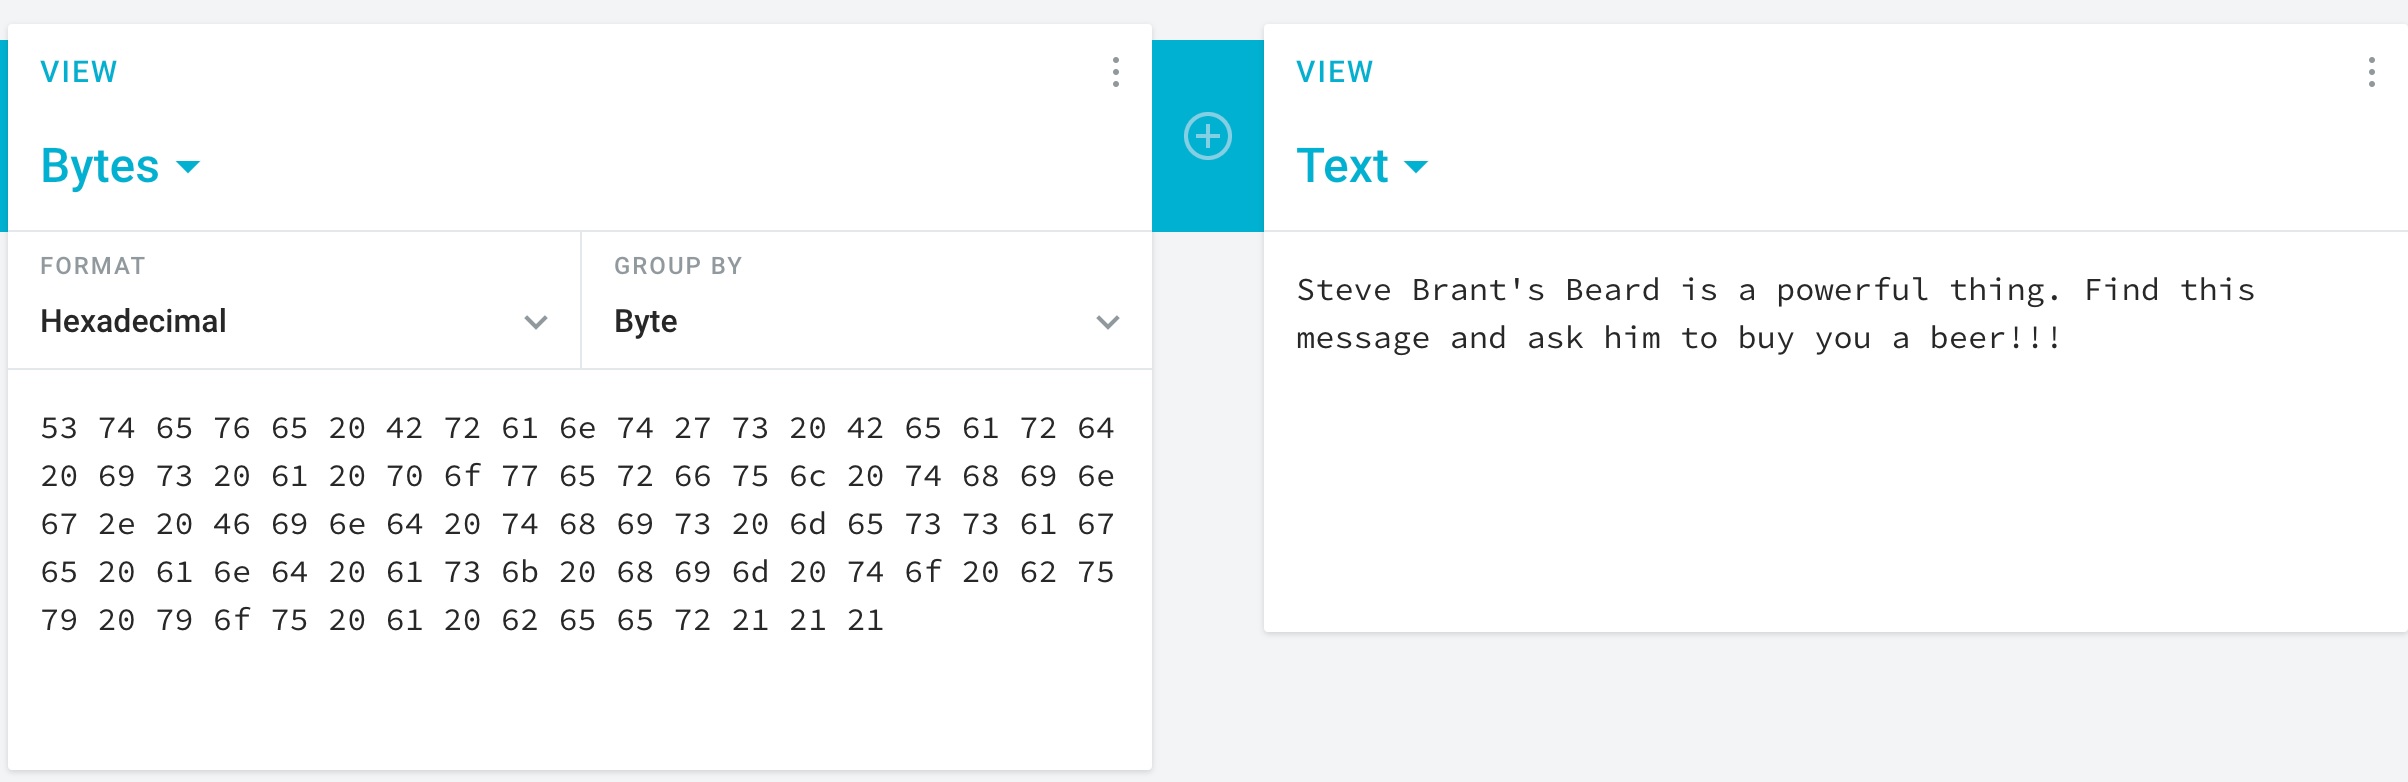 VIEW
Bytes
FORMAT
Hexadecimal
GROUP BY
Byte
53 74 65 76 65 20 42 72 61 6e 74 27 73 20 42 65 61 72 64
20 69 73 20 61 20 70 6f 77 65 72 66 75 6c 20 74 68 69 6e
67 2e 20 46 69 6e 64 20 74 68 69 73 20 6d 65 73 73 61 67
65 20 61 6e 64 20 61 73 6b 20 68 69 6d 20 74 6f 20 62 75
79 20 79 6f 75 20 61 20 62 65 65 72 21 21 21
VIEW
Text
Steve Brant's Beard is a powerful thing. Find this
message and ask him to buy you a beer!!!